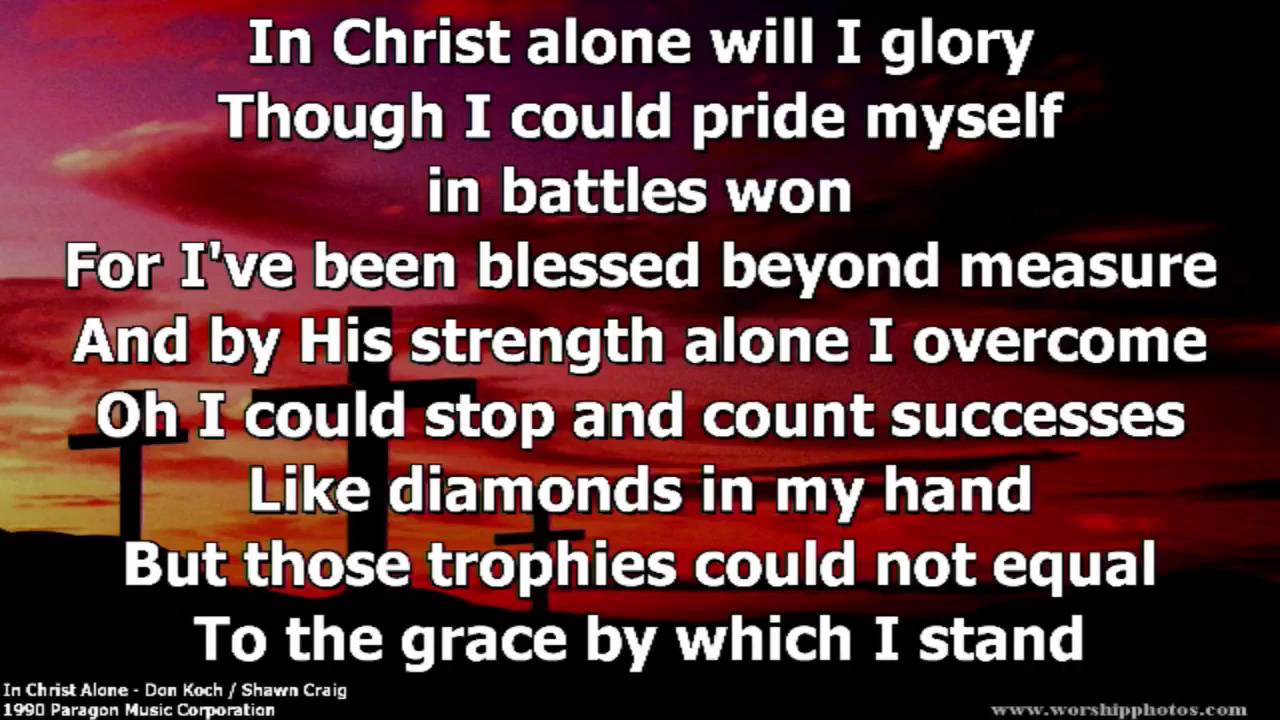 In Christ alone will I glory
Though I could pride myself
in battles won
For I've been blessed beyond measure
And by His strength alone I overcome
Oh I could stop and count successes
Like diamonds in my hand
But those trophies could not equal
To the grace by which I stand
In Christ Alone - Don Koch / Shawn Craig
1990 Paragon Music Corporation
www.worshipphotos.com